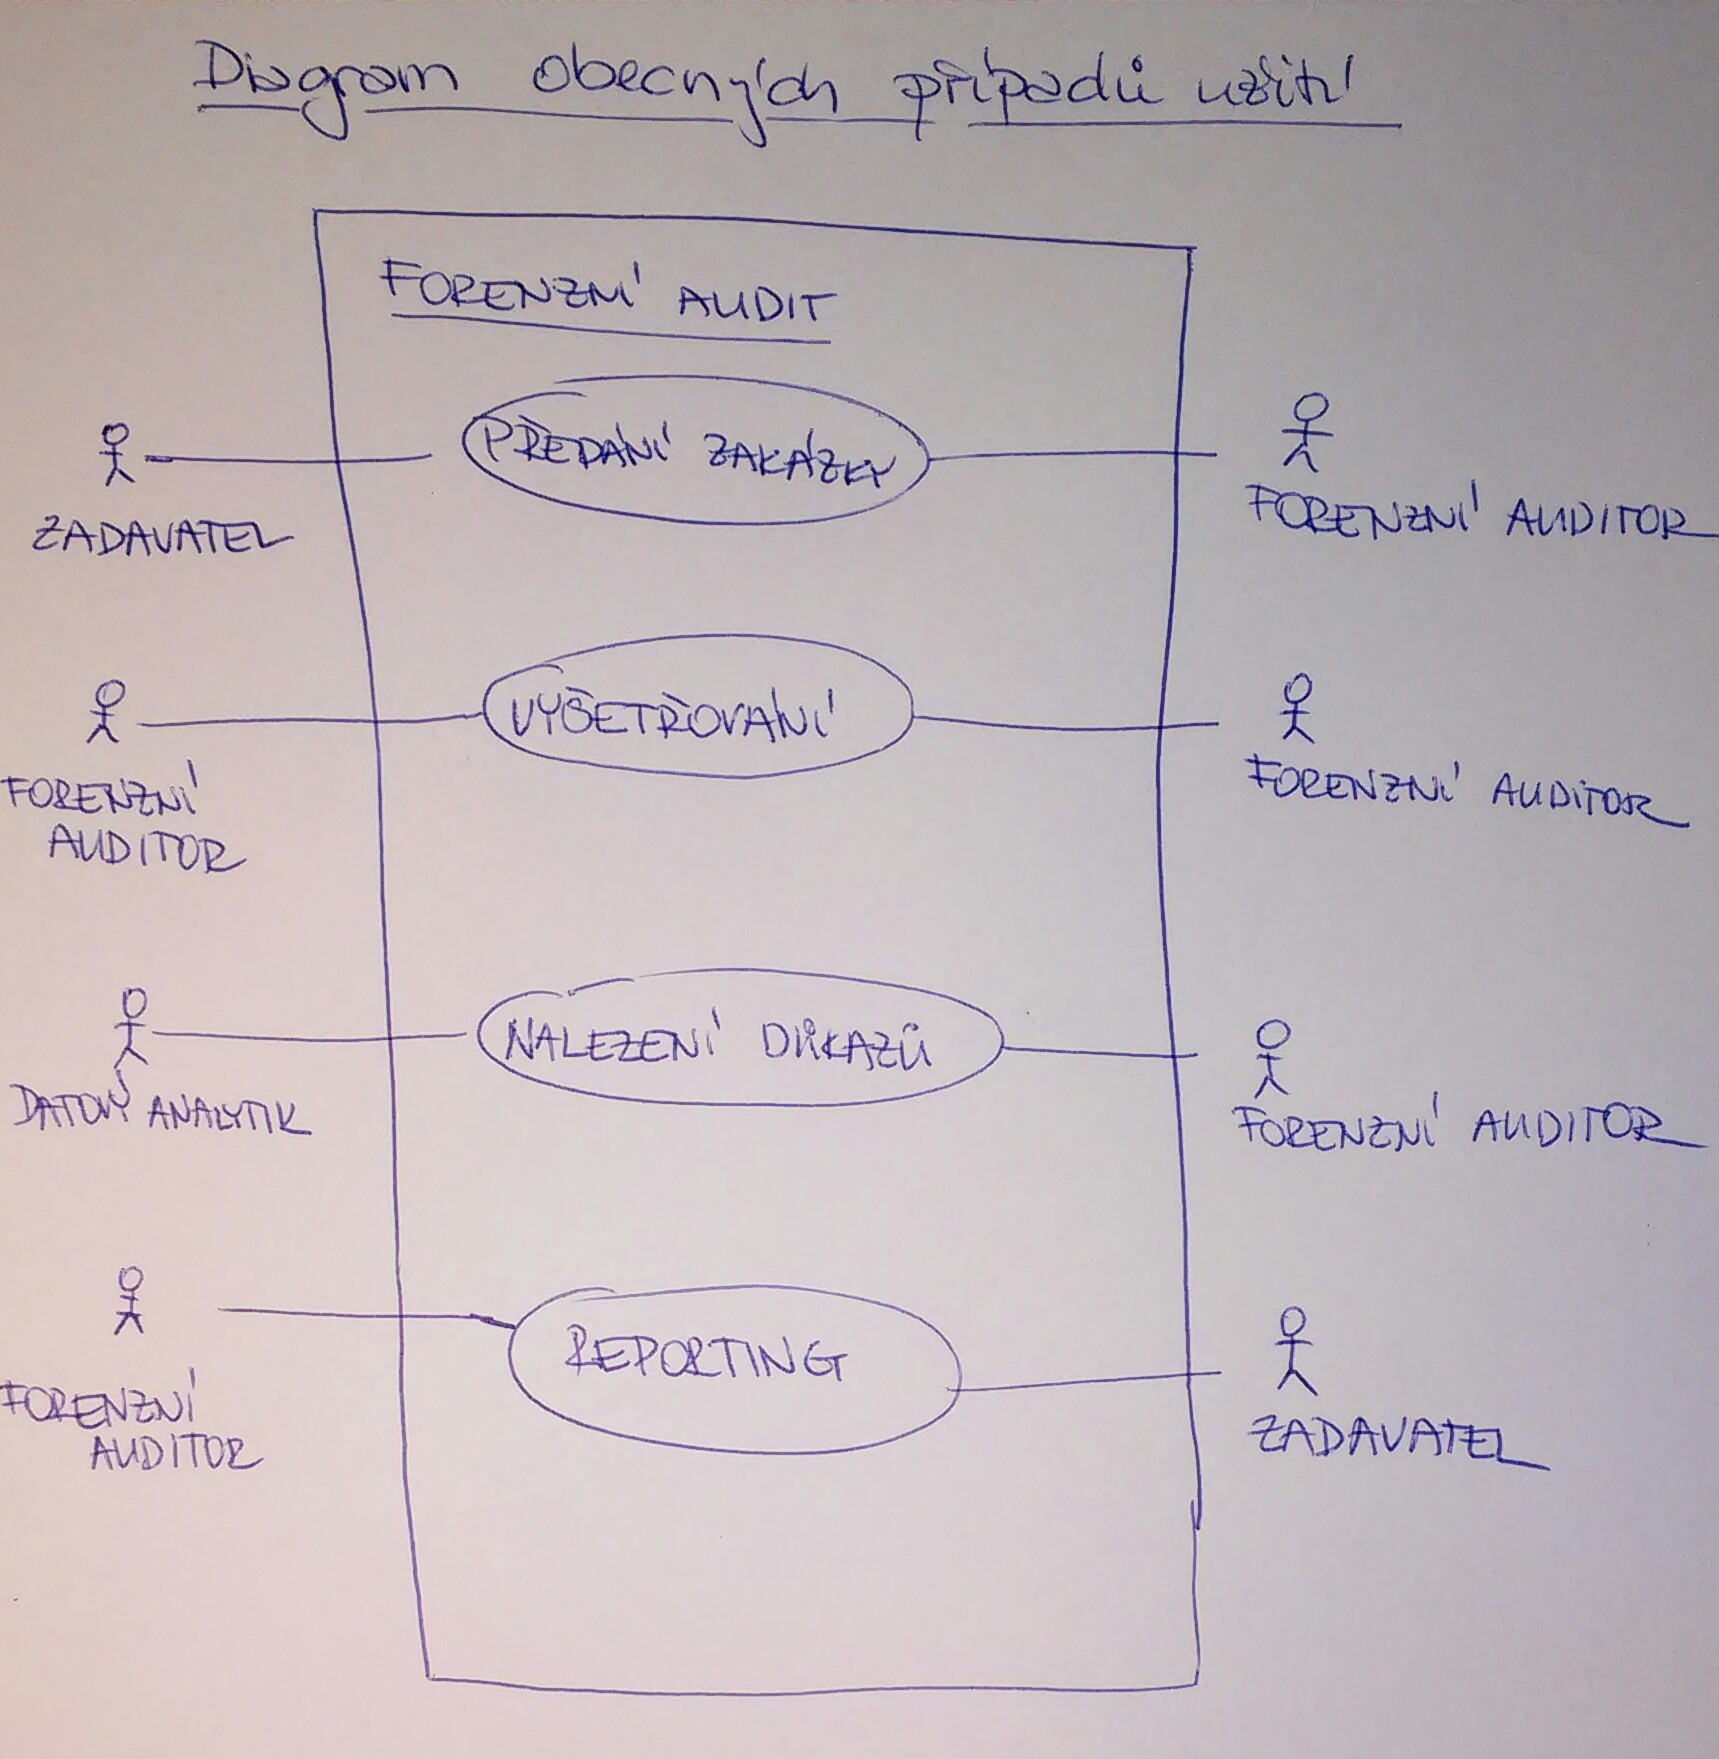 Diagram obecných případů užití
FORENZNÍ AUDIT
PŘEDÁNÍ ZAKÁZKY
ZADAVATEL
FORENZNÍ AUDITOR
VYŠETŘOVÁNÍ
FORENZNÍ
AUDITOR
FORENZNÍ AUDITOR
NALEZENÍ DŮKAZŮ
DATOVÝ ANALYTIK
FORENZNÍ AUDITOR
REPORTING
FORENZNÍ
AUDITOR
ZADAVATEL